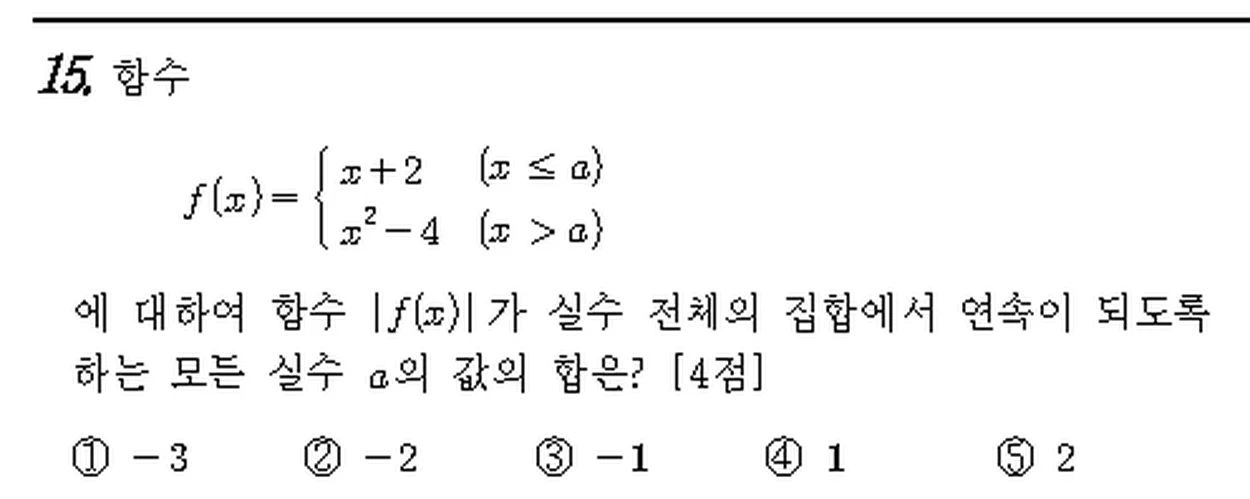 15. 함수
f(x) = { x+2 (x ≤ a)
x² − 4 (x > a)
에 대하여 함수 |f(x)|가 실수 전체의 집합에서 연속이 되도록
하는 모든 실수 a의 값의 합은? [4점]
① −3 ② −2 ③ −1 ④ 1 ⑤ 2